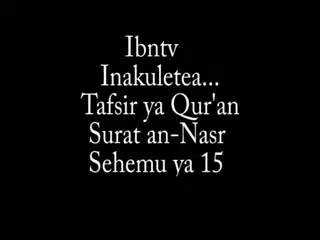 Ibntv
Inakuletea...
Tafsir ya Qur'an
Surat an-Nasr
Sehemu ya 15